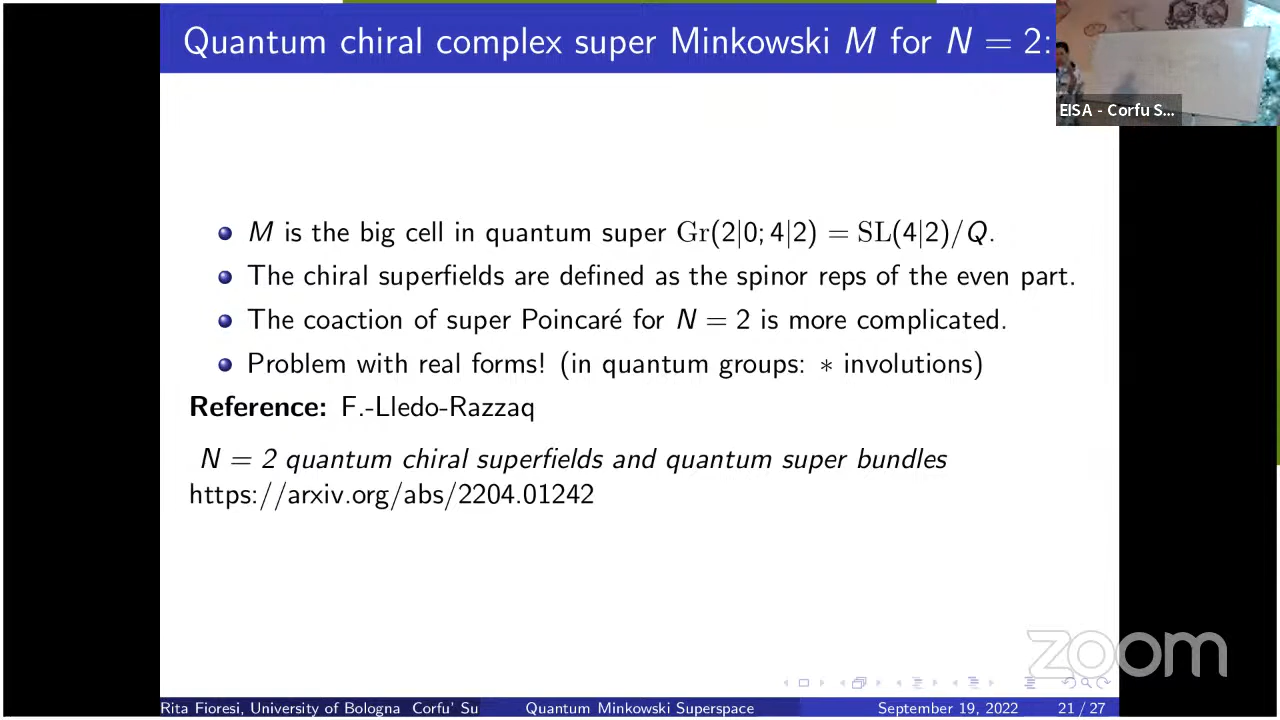 Quantum chiral complex super Minkowski M for N = 2:
EISA - Corfu S...
M is the big cell in quantum super Gr(2|0; 4|2) = SL(4|2)/Q.
The chiral superfields are defined as the spinor reps of the even part.
The coaction of super Poincaré for N = 2 is more complicated.
Problem with real forms! (in quantum groups: ∗ involutions)
Reference: F.-Lledo-Razzaq
N = 2 quantum chiral superfields and quantum super bundles
https://arxiv.org/abs/2204.01242
zoom
Rita Fioresi, University of Bologna Corfu' Su Quantum Minkowski Superspace September 19, 2022 21 / 27